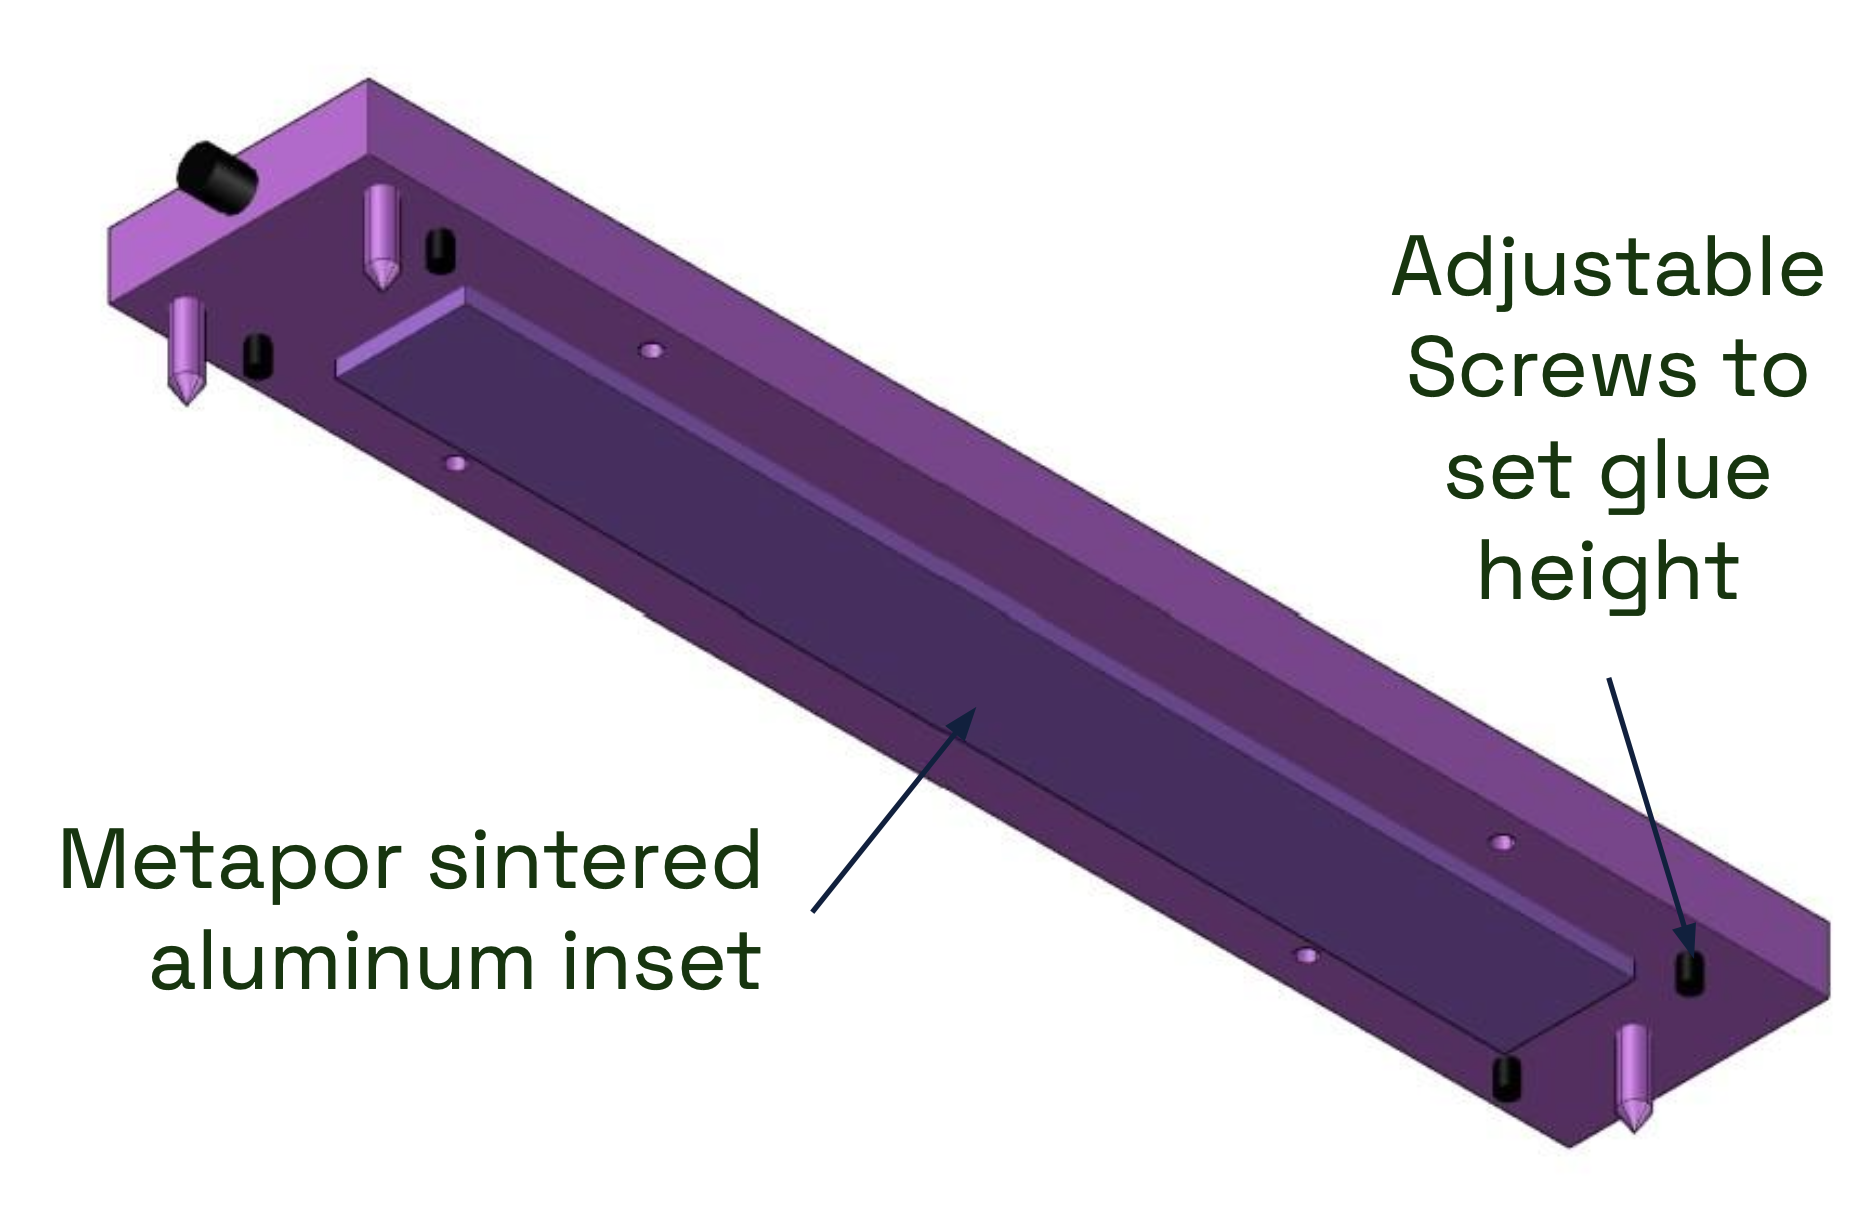 Adjustable
Screws to
set glue
height
Metapor sintered
aluminum inset